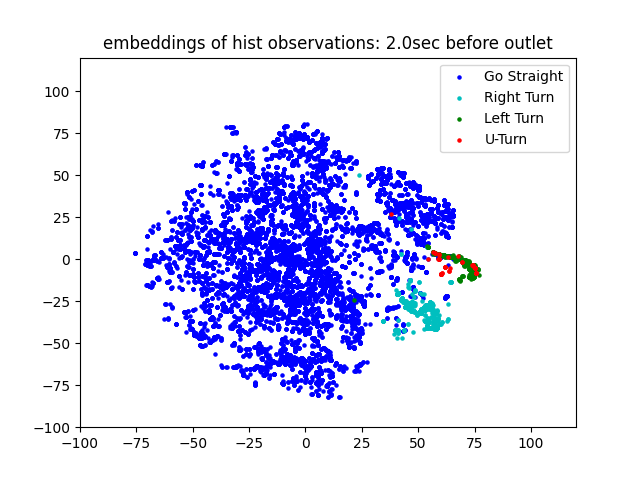 embeddings of hist observations: 2.0sec before outlet
Go Straight
Right Turn
Left Turn
U-Turn
100
75
50
25
0
−25
−50
−75
−100
−100 −75 −50 −25 0 25 50 75 100